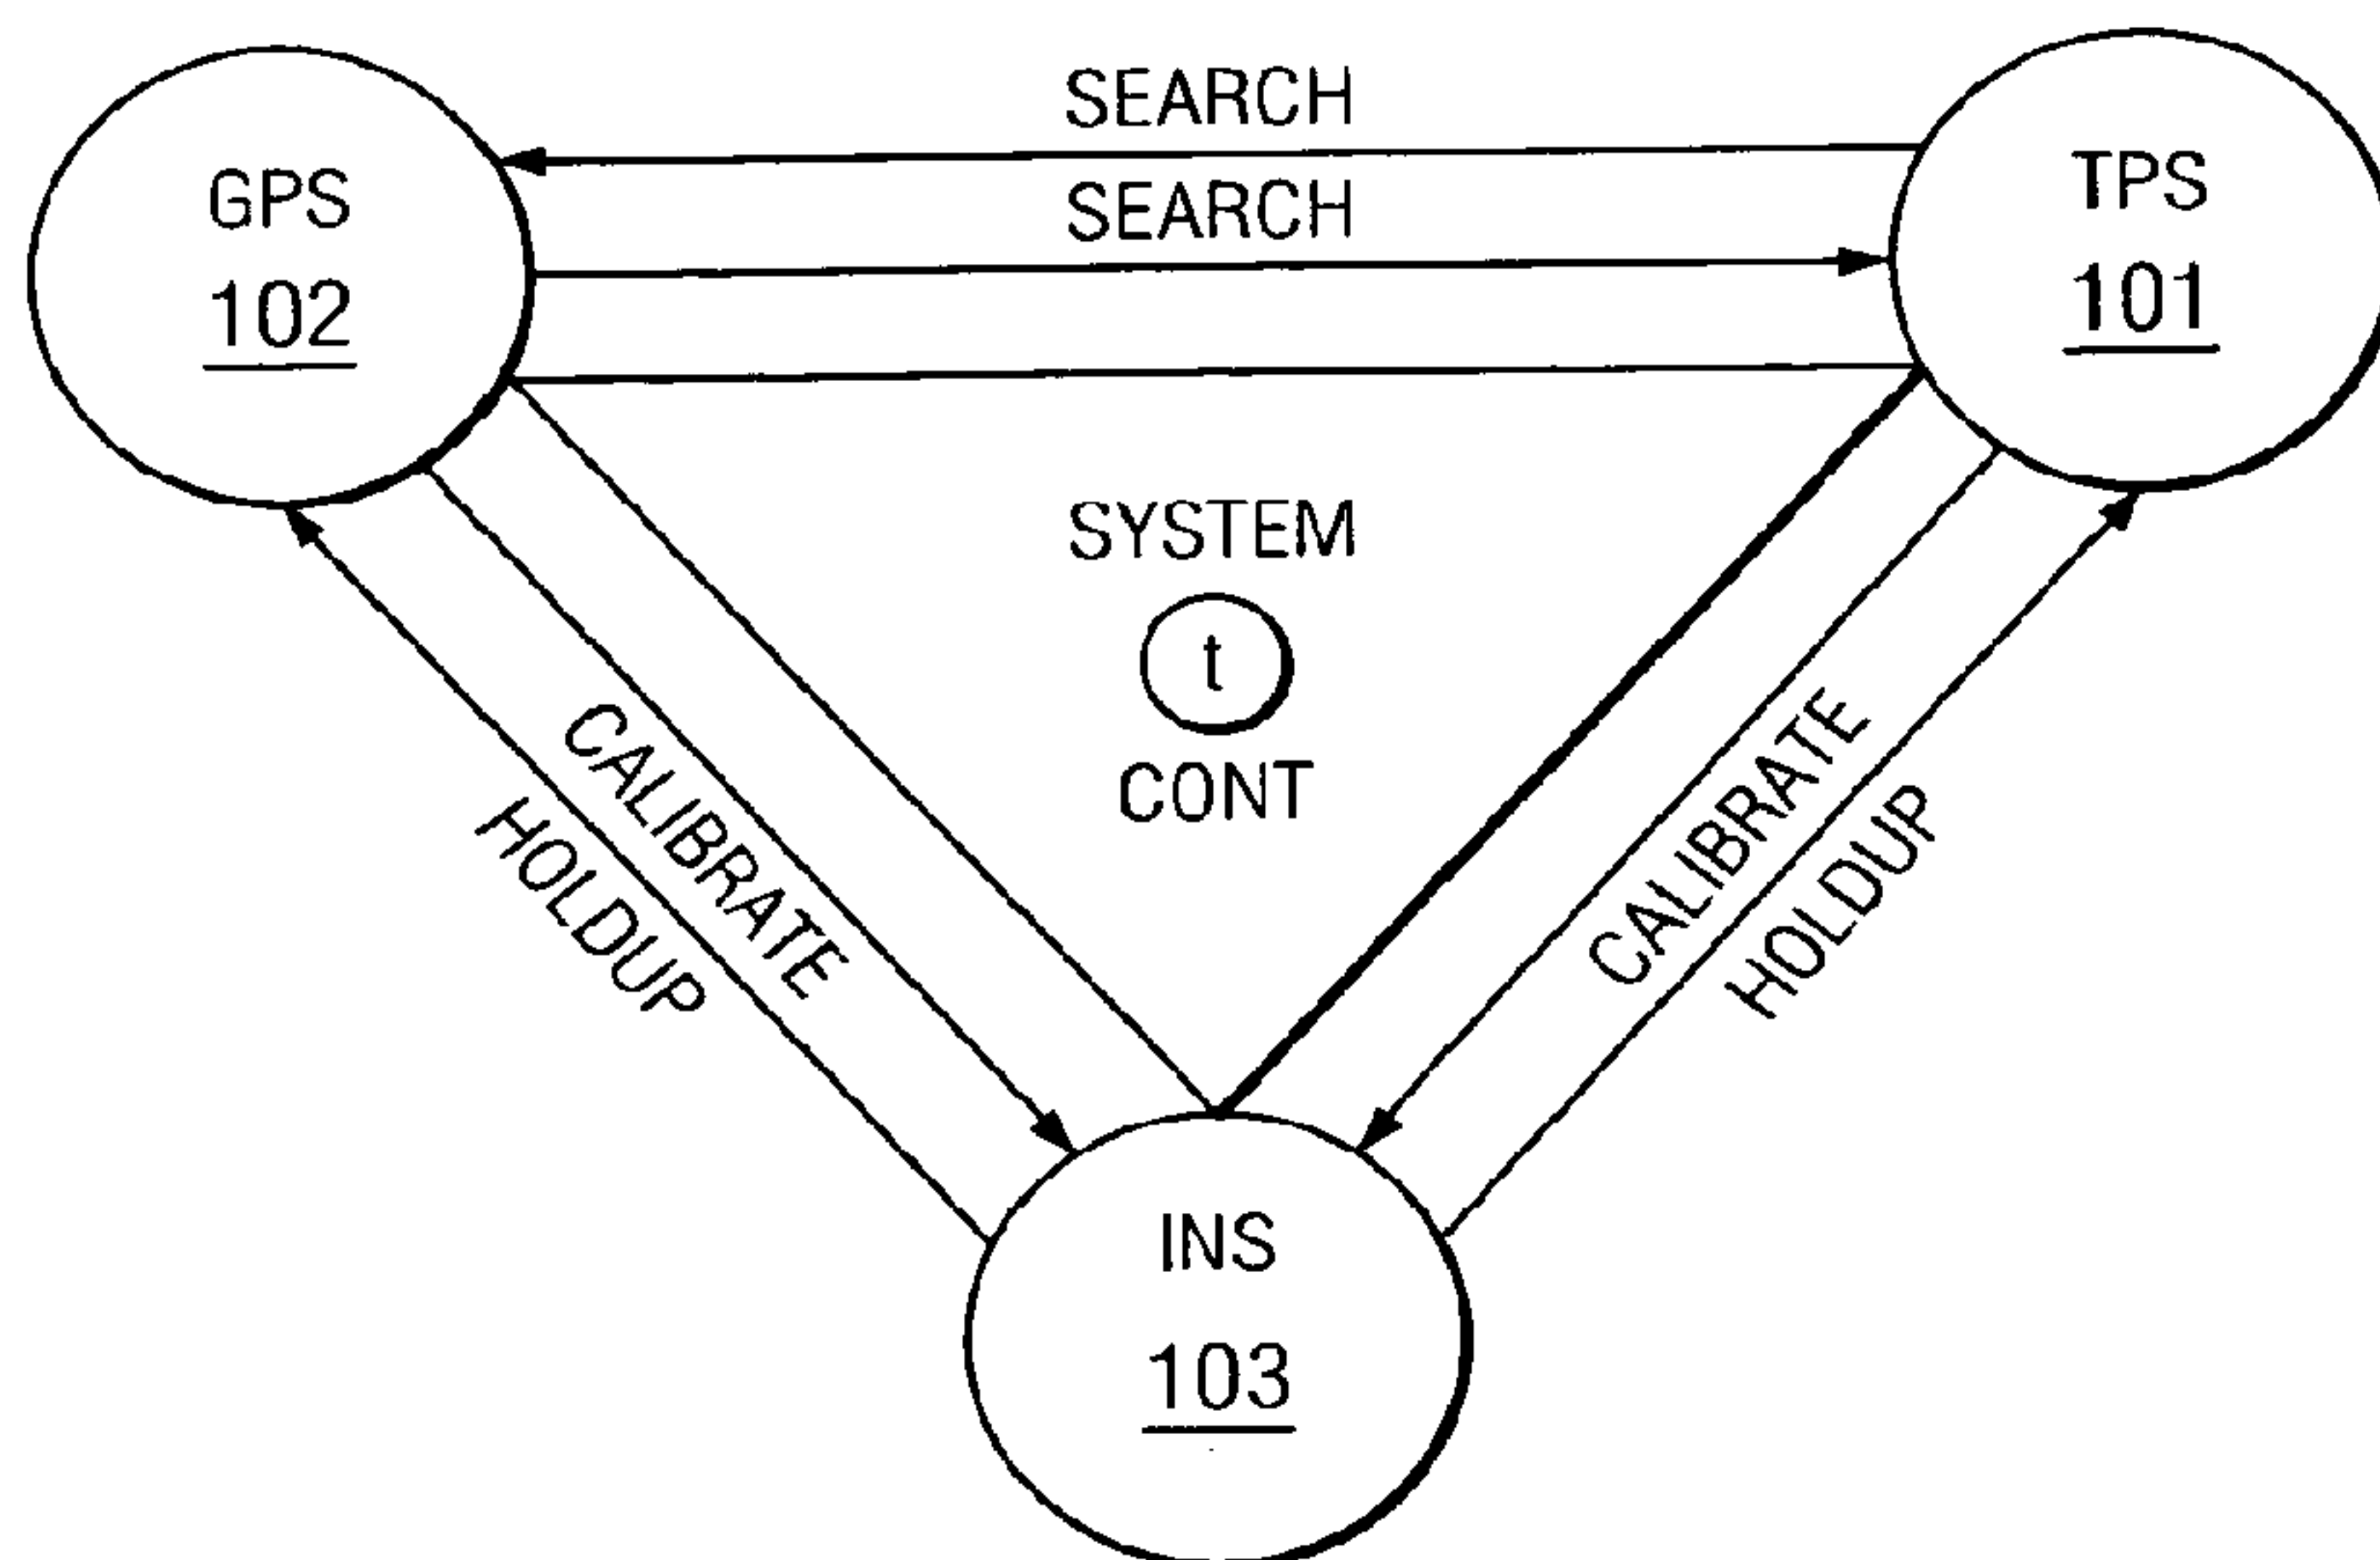 SEARCH
SEARCH
GPS
102
TPS
101
SYSTEM
t
CONT
CALIBRATE
HOLDUP
CALIBRATE
HOLDUP
INS
103